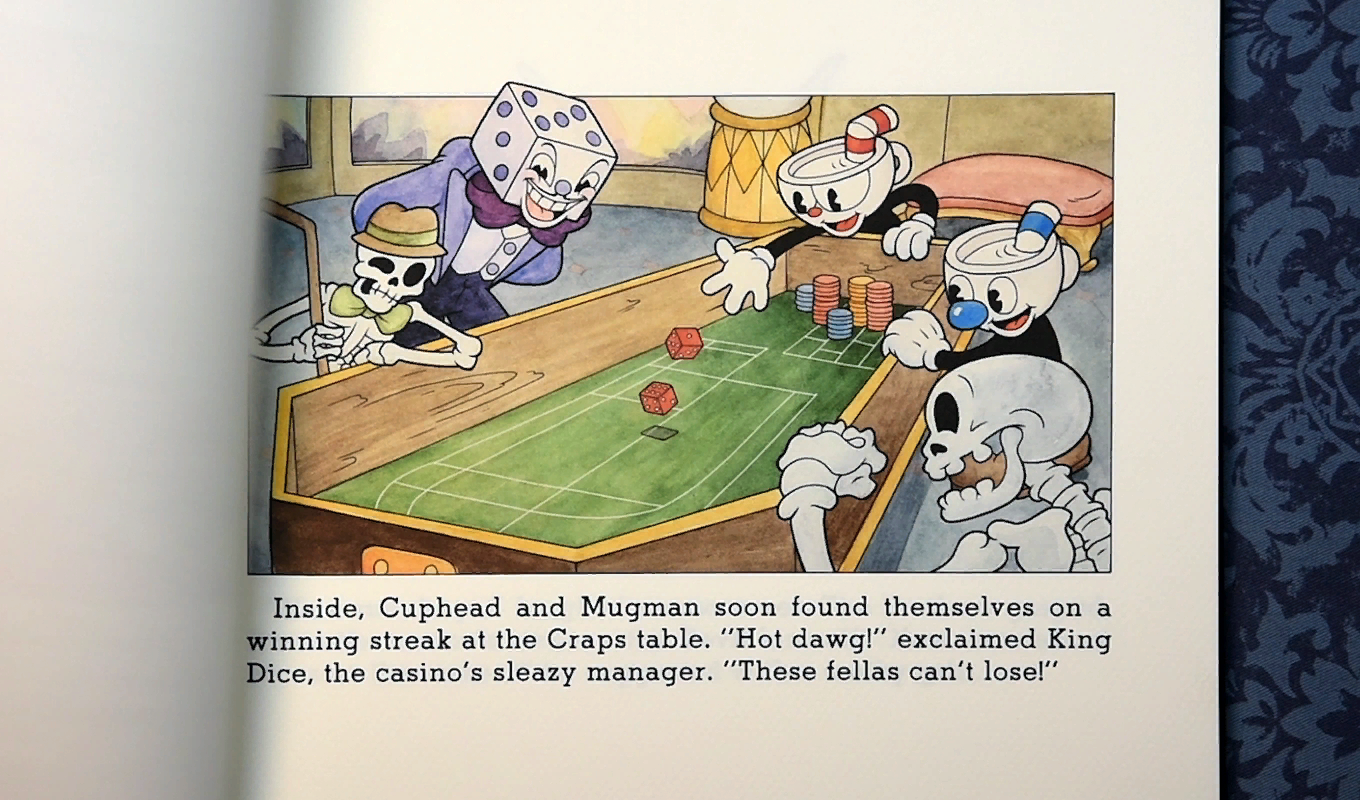 Inside, Cuphead and Mugman soon found themselves on a
winning streak at the Craps table. "Hot dawg!" exclaimed King
Dice, the casino's sleazy manager. "These fellas can't lose!"